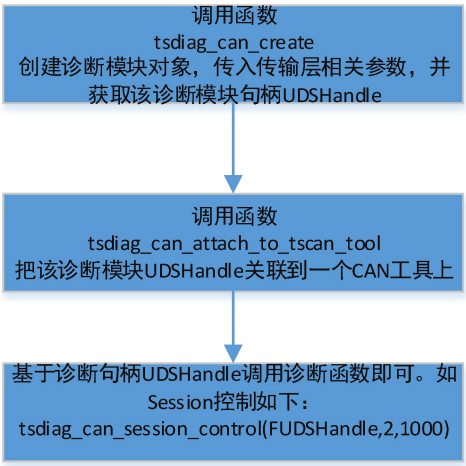 调用函数
tsdiag_can_create
创建诊断模块对象，传入传输层相关参数，并
获取该诊断模块句柄UDSHandle
调用函数
tsdiag_can_attach_to_tscan_tool
把该诊断模块UDSHandle关联到一个CAN工具上
基于诊断句柄UDSHandle调用诊断函数即可。如
Session控制如下：
tsdiag_can_session_control(FUDSHandle,2,1000)